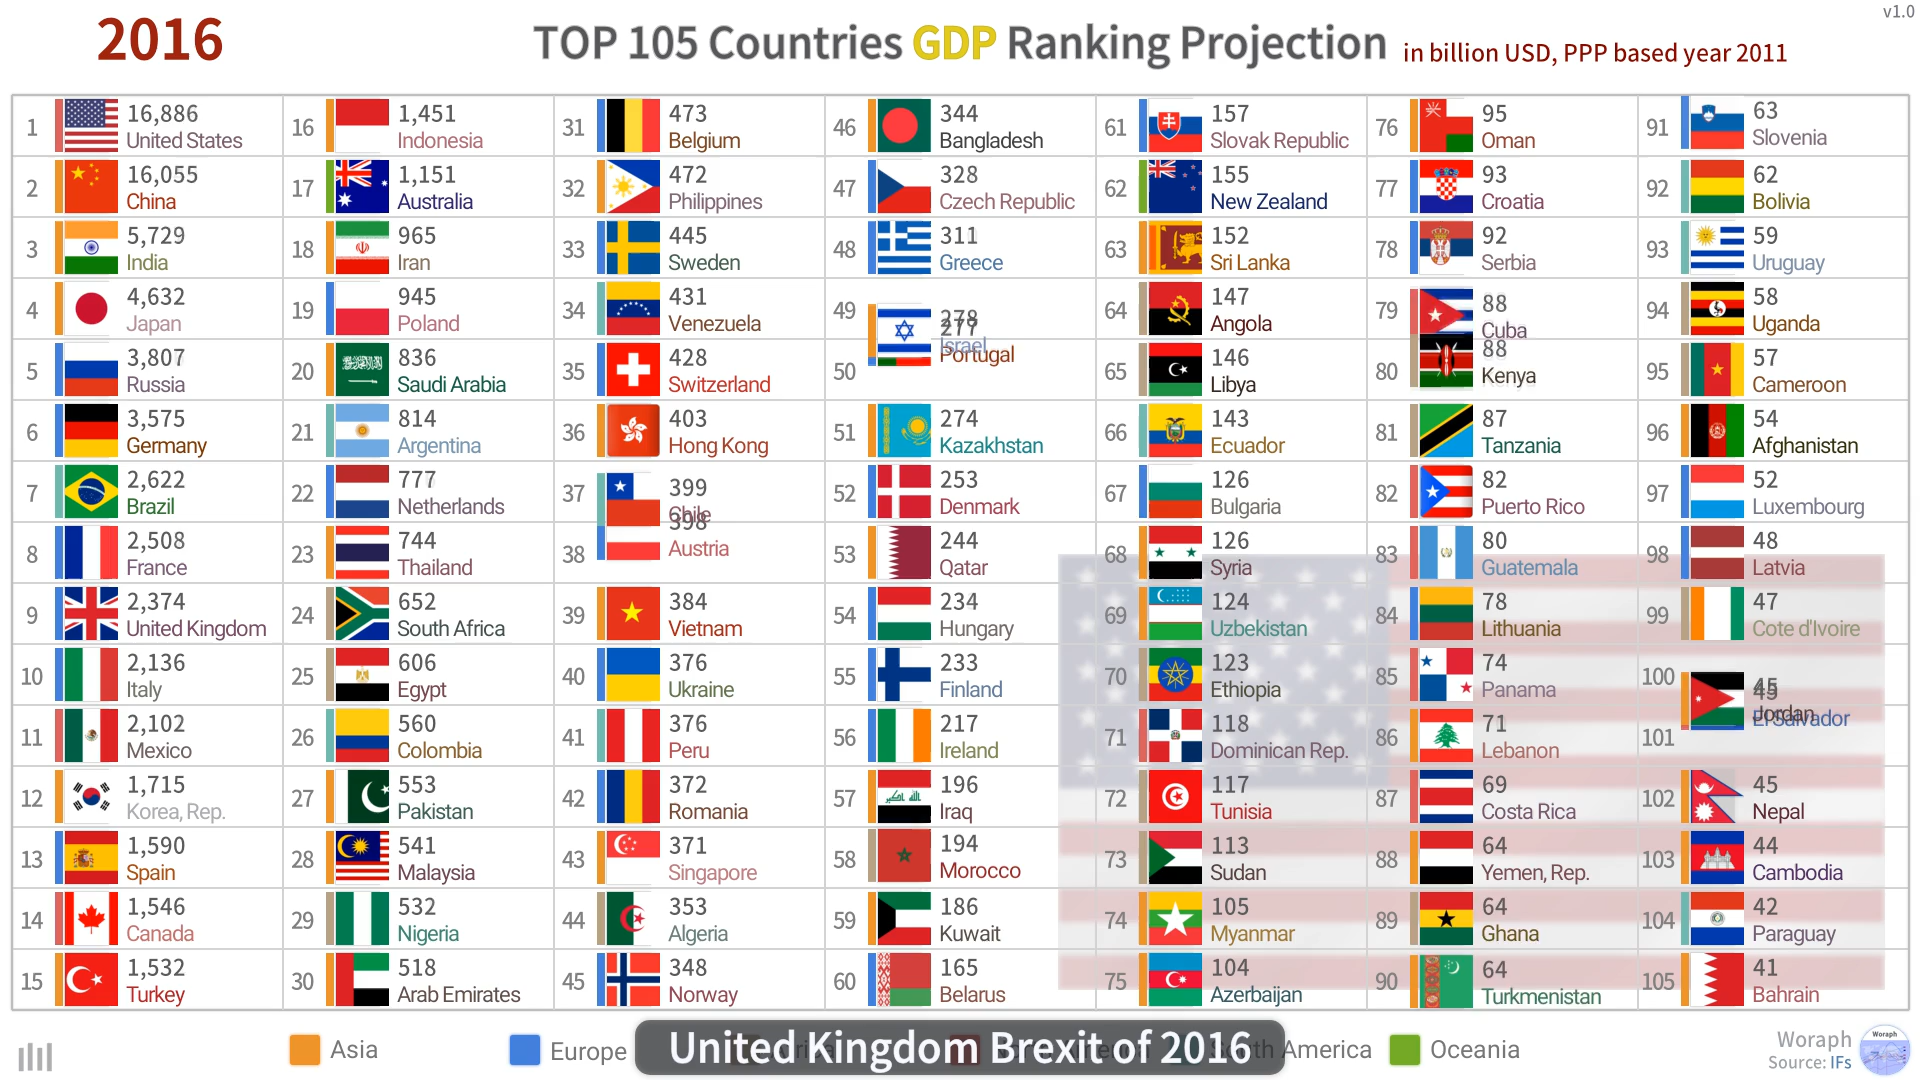 v1.0
2016
TOP 105 Countries GDP Ranking Projection in billion USD, PPP based year 2011
1 16,886 United States
2 16,055 China
3 5,729 India
4 4,632 Japan
5 3,807 Russia
6 3,575 Germany
7 2,622 Brazil
8 2,508 France
9 2,374 United Kingdom
10 2,136 Italy
11 2,102 Mexico
12 1,715 Korea, Rep.
13 1,590 Spain
14 1,546 Canada
15 1,532 Turkey
16 1,451 Indonesia
17 1,151 Australia
18 965 Iran
19 945 Poland
20 836 Saudi Arabia
21 814 Argentina
22 777 Netherlands
23 744 Thailand
24 652 South Africa
25 606 Egypt
26 560 Colombia
27 553 Pakistan
28 541 Malaysia
29 532 Nigeria
30 518 Arab Emirates
31 473 Belgium
32 472 Philippines
33 445 Sweden
34 431 Venezuela
35 428 Switzerland
36 403 Hong Kong
37 399 Chile
38 398 Austria
39 384 Vietnam
40 376 Ukraine
41 376 Peru
42 372 Romania
43 371 Singapore
44 353 Algeria
45 348 Norway
46 344 Bangladesh
47 328 Czech Republic
48 311 Greece
49 278 Israel
50 277 Portugal
51 274 Kazakhstan
52 253 Denmark
53 244 Qatar
54 234 Hungary
55 233 Finland
56 217 Ireland
57 196 Iraq
58 194 Morocco
59 186 Kuwait
60 165 Belarus
61 157 Slovak Republic
62 155 New Zealand
63 152 Sri Lanka
64 147 Angola
65 146 Libya
66 143 Ecuador
67 126 Bulgaria
68 126 Syria
69 124 Uzbekistan
70 123 Ethiopia
71 118 Dominican Rep.
72 117 Tunisia
73 113 Sudan
74 105 Myanmar
75 104 Azerbaijan
76 95 Oman
77 93 Croatia
78 92 Serbia
79 88 Cuba
80 88 Kenya
81 87 Tanzania
82 82 Puerto Rico
83 80 Guatemala
84 78 Lithuania
85 74 Panama
86 71 Lebanon
87 69 Costa Rica
88 64 Yemen, Rep.
89 64 Ghana
90 64 Turkmenistan
91 63 Slovenia
92 62 Bolivia
93 59 Uruguay
94 58 Uganda
95 57 Cameroon
96 54 Afghanistan
97 52 Luxembourg
98 48 Latvia
99 47 Cote d'Ivoire
100 45 Jordan
101 45 El Salvador
102 45 Nepal
103 44 Cambodia
104 42 Paraguay
105 41 Bahrain
Asia Europe South America Oceania
United Kingdom Brexit of 2016
Woraph
Source: IFs
Woraph